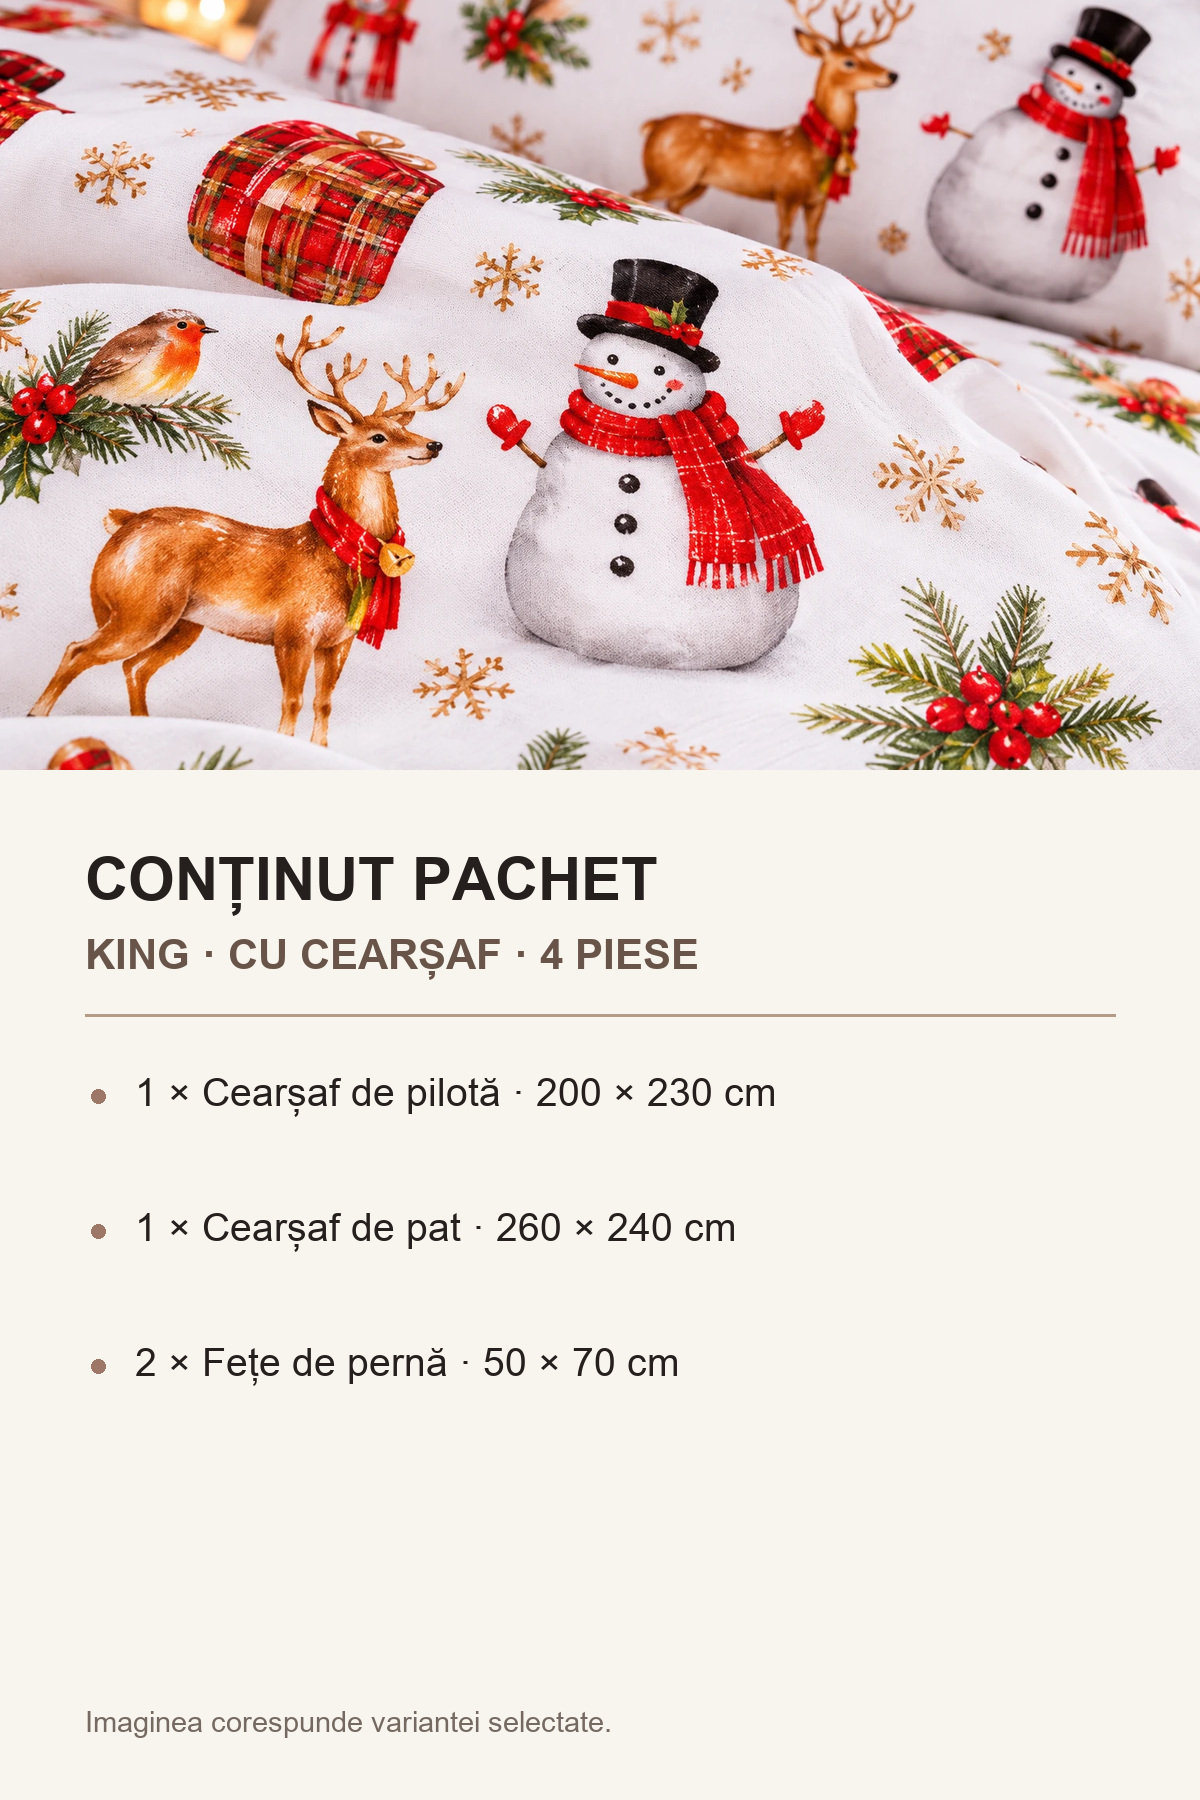 CONȚINUT PACHET
KING · CU CEARȘAF · 4 PIESE
1 × Cearșaf de pilotă · 200 × 230 cm
1 × Cearșaf de pat · 260 × 240 cm
2 × Fețe de pernă · 50 × 70 cm
Imaginea corespunde variantei selectate.